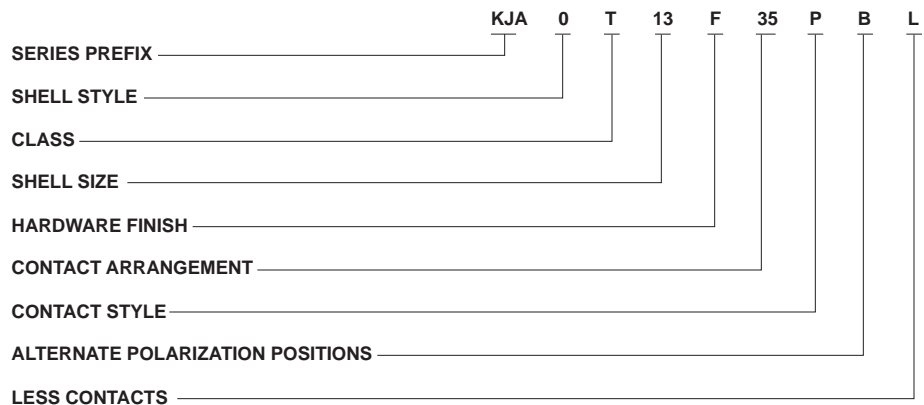 KJA 0 T 13 F 35 P B L
SERIES PREFIX
SHELL STYLE
CLASS
SHELL SIZE
HARDWARE FINISH
CONTACT ARRANGEMENT
CONTACT STYLE
ALTERNATE POLARIZATION POSITIONS
LESS CONTACTS